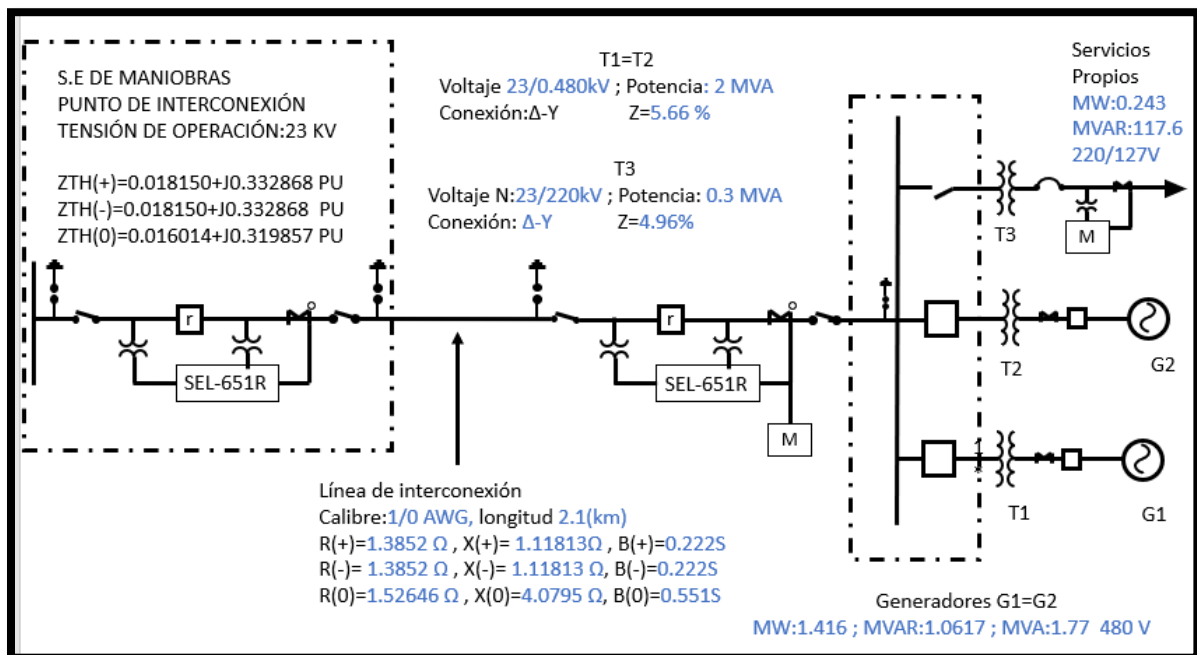 S.E DE MANIOBRAS
PUNTO DE INTERCONEXIÓN
TENSIÓN DE OPERACIÓN:23 KV
ZTH(+)=0.018150+J0.332868 PU
ZTH(-)=0.018150+J0.332868 PU
ZTH(0)=0.016014+J0.319857 PU
T1=T2
Voltaje 23/0.480kV ; Potencia: 2 MVA
Conexión:Δ-Y Z=5.66 %
T3
Voltaje N:23/220kV ; Potencia: 0.3 MVA
Conexión: Δ-Y Z=4.96%
Servicios
Propios
MW:0.243
MVAR:117.6
220/127V
T3
M
r
SEL-651R
r
SEL-651R
M
T2
G2
T1
G1
Línea de interconexión
Calibre:1/0 AWG, longitud 2.1(km)
R(+)=1.3852 Ω , X(+)= 1.11813Ω , B(+)=0.222S
R(-)=1.3852 Ω , X(-)= 1.11813 Ω, B(-)=0.222S
R(0)=1.52646 Ω , X(0)=4.0795Ω, B(0)=0.551S
Generadores G1=G2
MW:1.416 ; MVAR:1.0617 ; MVA:1.77 480 V